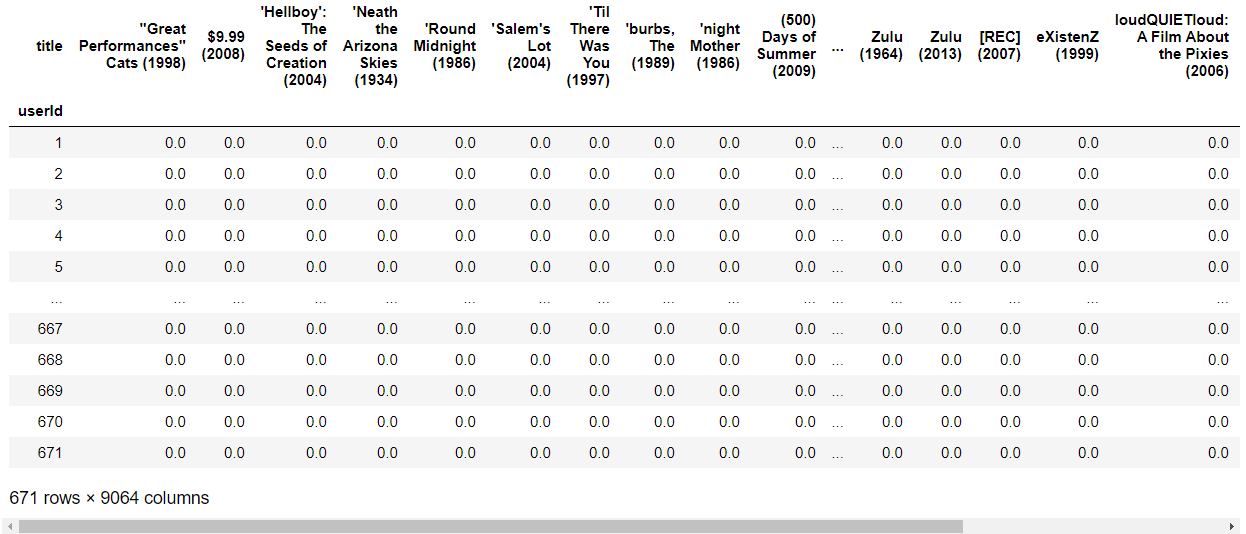 title "Great Performances" Cats (1998) $9.99 (2008) 'Hellboy': The Seeds of Creation (2004) 'Neath the Arizona Skies (1934) 'Round Midnight (1986) 'Salem's Lot (2004) 'Til There Was You (1997) 'burbs, The (1989) 'night Mother (1986) (500) Days of Summer (2009) ... Zulu (1964) Zulu (2013) [REC] (2007) eXistenZ (1999) loudQUIETloud: A Film About the Pixies (2006)
userId
1 0.0 0.0 0.0 0.0 0.0 0.0 0.0 0.0 0.0 0.0 ... 0.0 0.0 0.0 0.0 0.0
2 0.0 0.0 0.0 0.0 0.0 0.0 0.0 0.0 0.0 0.0 ... 0.0 0.0 0.0 0.0 0.0
3 0.0 0.0 0.0 0.0 0.0 0.0 0.0 0.0 0.0 0.0 ... 0.0 0.0 0.0 0.0 0.0
4 0.0 0.0 0.0 0.0 0.0 0.0 0.0 0.0 0.0 0.0 ... 0.0 0.0 0.0 0.0 0.0
5 0.0 0.0 0.0 0.0 0.0 0.0 0.0 0.0 0.0 0.0 ... 0.0 0.0 0.0 0.0 0.0
... ... ... ... ... ... ... ... ... ... ... ... ... ... ... ... ...
667 0.0 0.0 0.0 0.0 0.0 0.0 0.0 0.0 0.0 0.0 ... 0.0 0.0 0.0 0.0 0.0
668 0.0 0.0 0.0 0.0 0.0 0.0 0.0 0.0 0.0 0.0 ... 0.0 0.0 0.0 0.0 0.0
669 0.0 0.0 0.0 0.0 0.0 0.0 0.0 0.0 0.0 0.0 ... 0.0 0.0 0.0 0.0 0.0
670 0.0 0.0 0.0 0.0 0.0 0.0 0.0 0.0 0.0 0.0 ... 0.0 0.0 0.0 0.0 0.0
671 0.0 0.0 0.0 0.0 0.0 0.0 0.0 0.0 0.0 0.0 ... 0.0 0.0 0.0 0.0 0.0
671 rows × 9064 columns